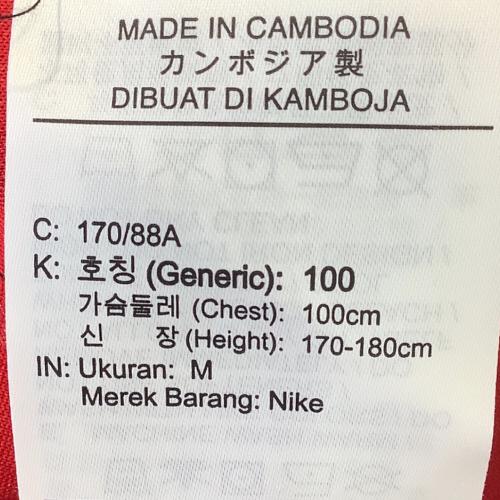 MADE IN CAMBODIA
カンボジア製
DIBUAT DI KAMBOJA
C: 170/88A
K: 호칭 (Generic): 100
가슴둘레 (Chest): 100cm
신 장 (Height): 170-180cm
IN: Ukuran: M
Merek Barang: Nike